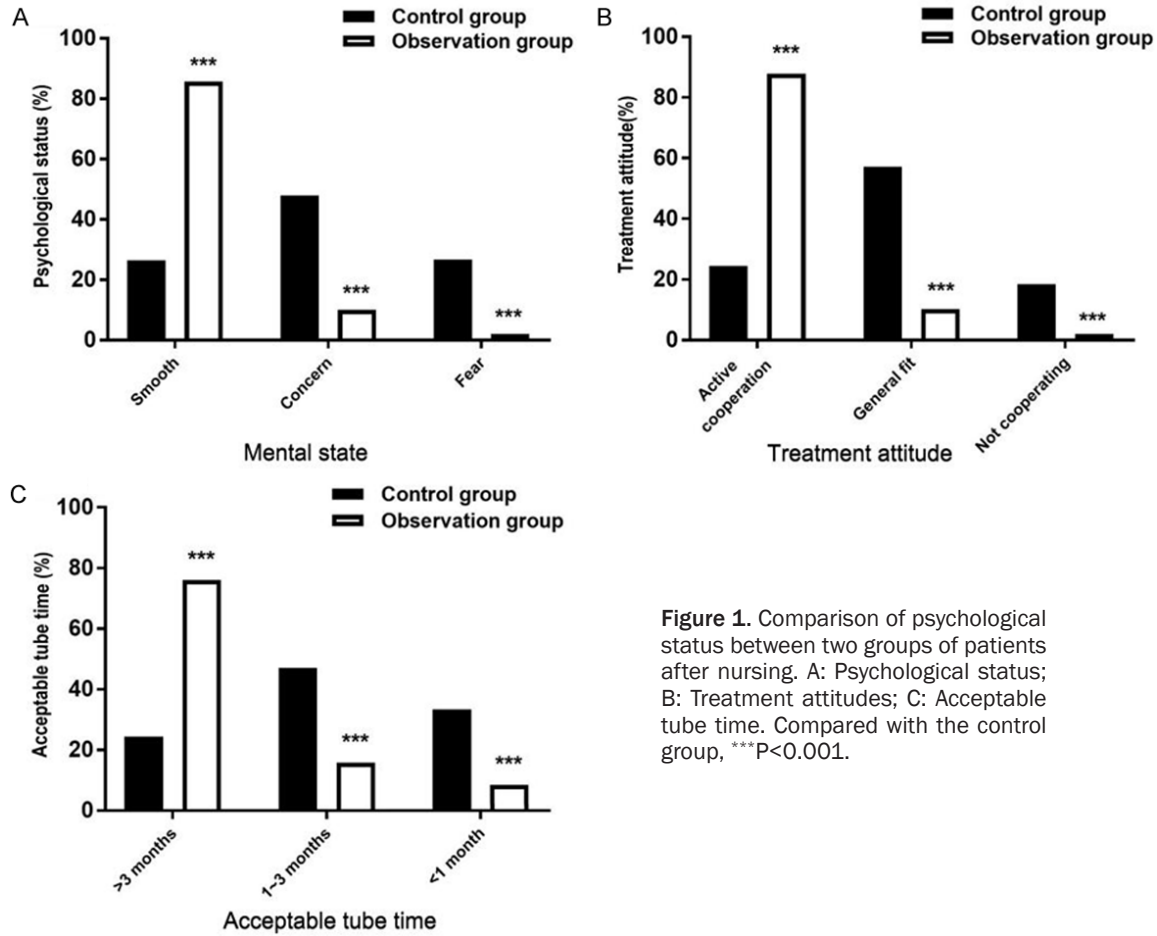 A
Control group
Observation group
Psychological status (%)
100
80
60
40
20
0
***
***
***
Smooth
Concern
Fear
Mental state
B
Control group
Observation group
Treatment attitude(%)
100
80
60
40
20
0
***
***
***
Active
cooperation
General fit
Not cooperating
Treatment attitude
C
Control group
Observation group
Acceptable tube time (%)
100
80
60
40
20
0
***
***
***
>3 months
1~3 months
<1 month
Acceptable tube time
Figure 1. Comparison of psychological
status between two groups of patients
after nursing. A: Psychological status;
B: Treatment attitudes; C: Acceptable
tube time. Compared with the control
group, ***P<0.001.